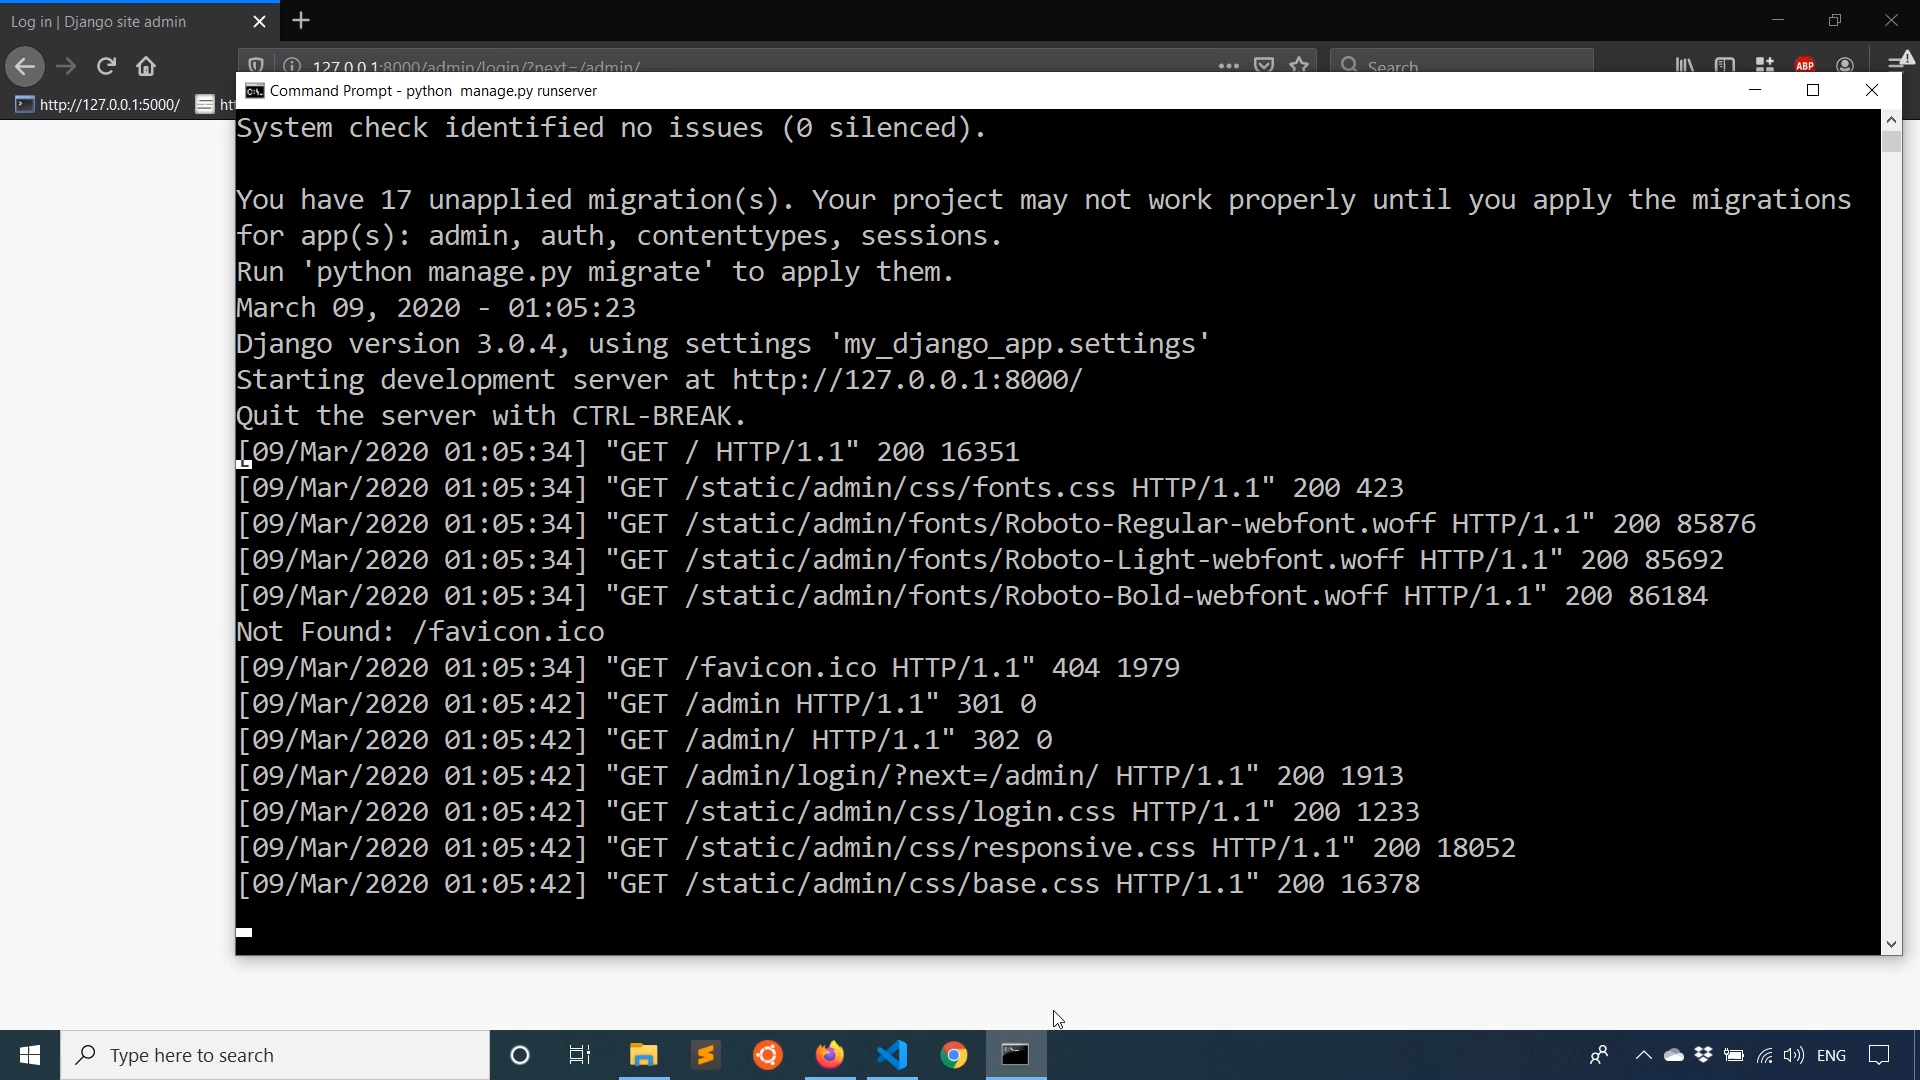 Log in | Django site admin
127.0.0.1:8000/admin/login/?next=/admin/
Search
ABP
http://127.0.0.1:5000/
Command Prompt - python  manage.py runserver
System check identified no issues (0 silenced).
You have 17 unapplied migration(s). Your project may not work properly until you apply the migrations
for app(s): admin, auth, contenttypes, sessions.
Run 'python manage.py migrate' to apply them.
March 09, 2020 - 01:05:23
Django version 3.0.4, using settings 'my_django_app.settings'
Starting development server at http://127.0.0.1:8000/
Quit the server with CTRL-BREAK.
[09/Mar/2020 01:05:34] "GET / HTTP/1.1" 200 16351
[09/Mar/2020 01:05:34] "GET /static/admin/css/fonts.css HTTP/1.1" 200 423
[09/Mar/2020 01:05:34] "GET /static/admin/fonts/Roboto-Regular-webfont.woff HTTP/1.1" 200 85876
[09/Mar/2020 01:05:34] "GET /static/admin/fonts/Roboto-Light-webfont.woff HTTP/1.1" 200 85692
[09/Mar/2020 01:05:34] "GET /static/admin/fonts/Roboto-Bold-webfont.woff HTTP/1.1" 200 86184
Not Found: /favicon.ico
[09/Mar/2020 01:05:34] "GET /favicon.ico HTTP/1.1" 404 1979
[09/Mar/2020 01:05:42] "GET /admin HTTP/1.1" 301 0
[09/Mar/2020 01:05:42] "GET /admin/ HTTP/1.1" 302 0
[09/Mar/2020 01:05:42] "GET /admin/login/?next=/admin/ HTTP/1.1" 200 1913
[09/Mar/2020 01:05:42] "GET /static/admin/css/login.css HTTP/1.1" 200 1233
[09/Mar/2020 01:05:42] "GET /static/admin/css/responsive.css HTTP/1.1" 200 18052
[09/Mar/2020 01:05:42] "GET /static/admin/css/base.css HTTP/1.1" 200 16378
Type here to search
ENG